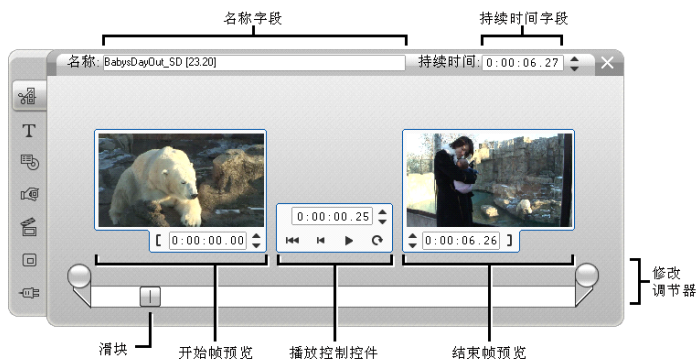 名称字段
持续时间字段
名称: BabysDayOut_SD [23.20]
持续时间: 0:00:06.27
T
0:00:00.25
[ 0:00:00.00
0:00:06.26 ]
修改
调节器
滑块
开始帧预览
播放控制控件
结束帧预览